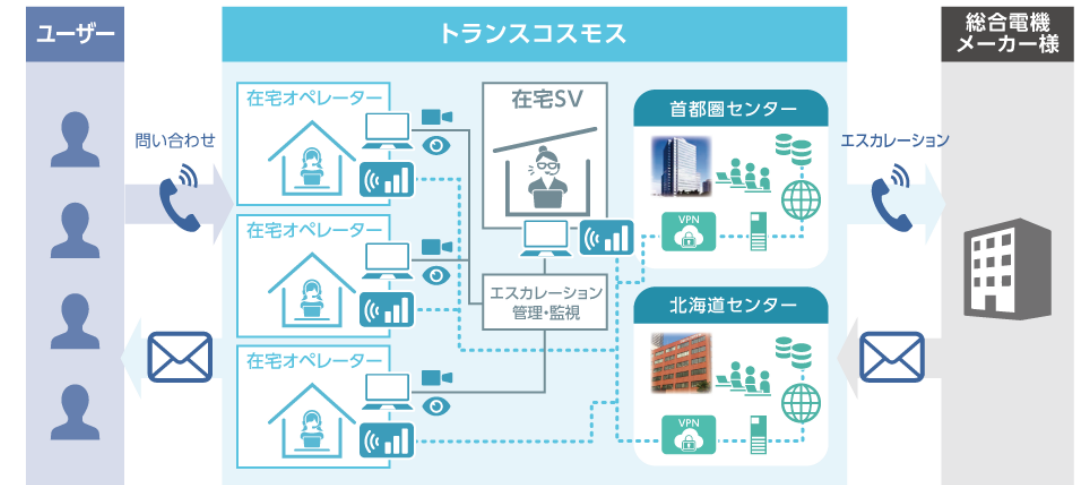 ユーザー
トランスコスモス
総合電機
メーカー様
問い合わせ
在宅オペレーター
在宅オペレーター
在宅オペレーター
在宅SV
エスカレーション
管理・監視
首都圏センター
VPN
北海道センター
VPN
エスカレーション